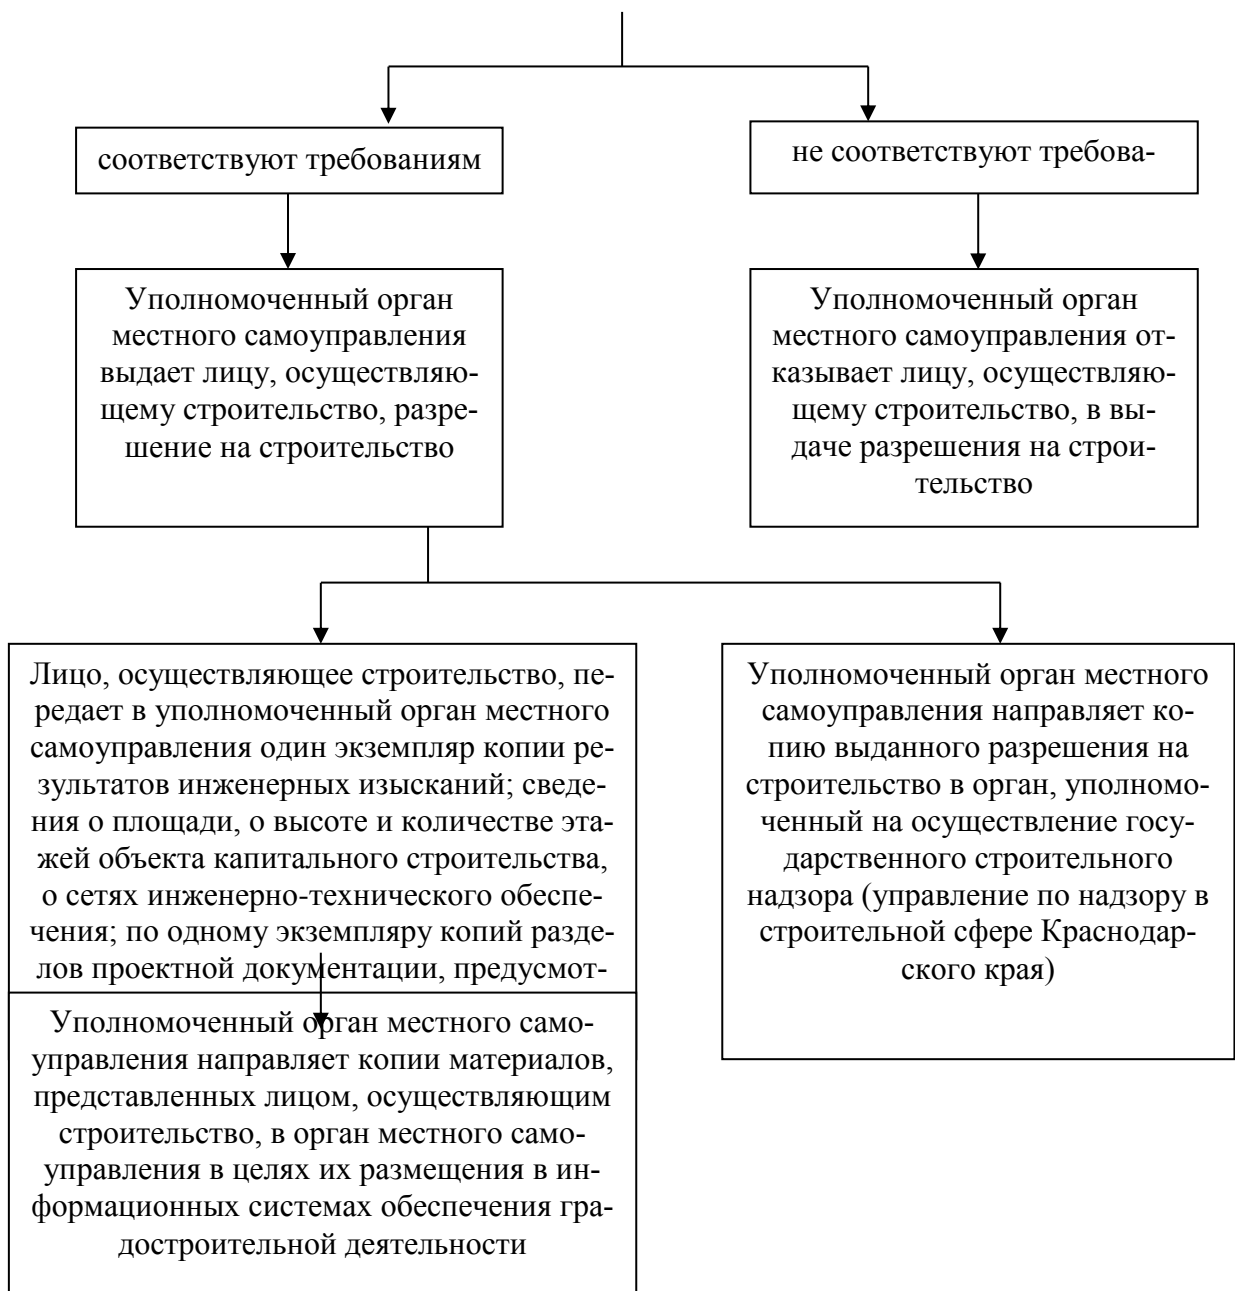 соответствуют требованиям
не соответствуют требова-
Уполномоченный орган
местного самоуправления
выдает лицу, осуществляю-
щему строительство, разре-
шение на строительство
Уполномоченный орган
местного самоуправления от-
казывает лицу, осуществляю-
щему строительство, в вы-
даче разрешения на строи-
тельство
Лицо, осуществляющее строительство, пе-
редает в уполномоченный орган местного
самоуправления один экземпляр копии ре-
зультатов инженерных изысканий; сведе-
ния о площади, о высоте и количестве эта-
жей объекта капитального строительства,
о сетях инженерно-технического обеспе-
чения; по одному экземпляру копий разде-
лов проектной документации, предусмот-
Уполномоченный орган местного
самоуправления направляет ко-
пию выданного разрешения на
строительство в орган, уполномо-
ченный на осуществление госу-
дарственного строительного
надзора (управление по надзору в
строительной сфере Краснодар-
ского края)
Уполномоченный орган местного само-
управления направляет копии материалов,
представленных лицом, осуществляющим
строительство, в орган местного само-
управления в целях их размещения в ин-
формационных системах обеспечения гра-
достроительной деятельности